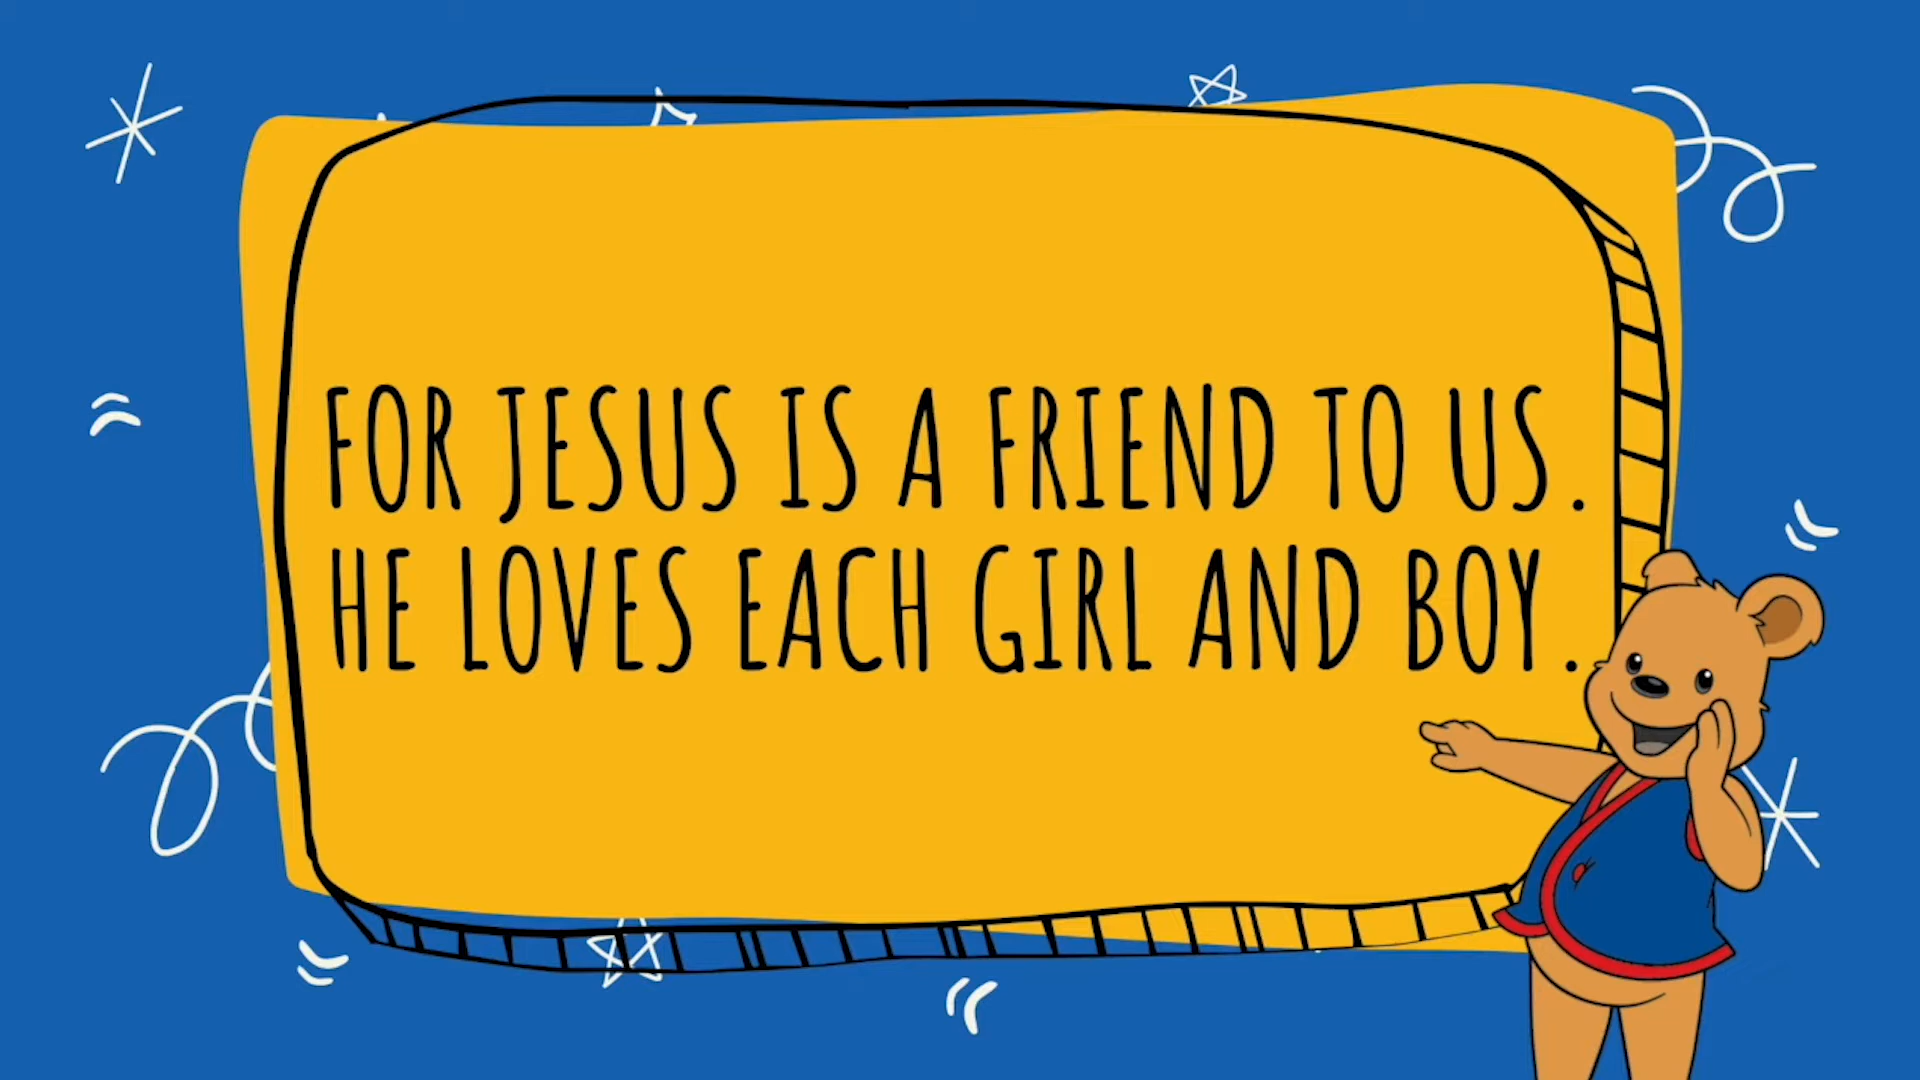 FOR JESUS IS A FRIEND TO US.
HE LOVES EACH GIRL AND BOY.